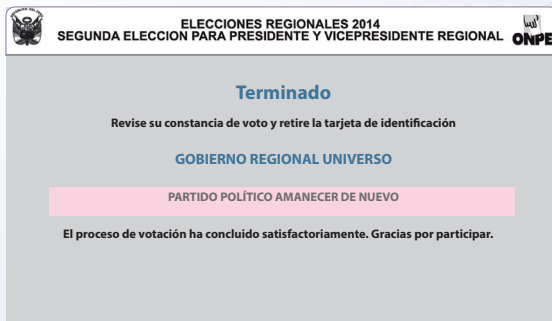 ELECCIONES REGIONALES 2014
SEGUNDA ELECCION PARA PRESIDENTE Y VICEPRESIDENTE REGIONAL
ONPE
Terminado
Revise su constancia de voto y retire la tarjeta de identificación
GOBIERNO REGIONAL UNIVERSO
PARTIDO POLÍTICO AMANECER DE NUEVO
El proceso de votación ha concluido satisfactoriamente. Gracias por participar.